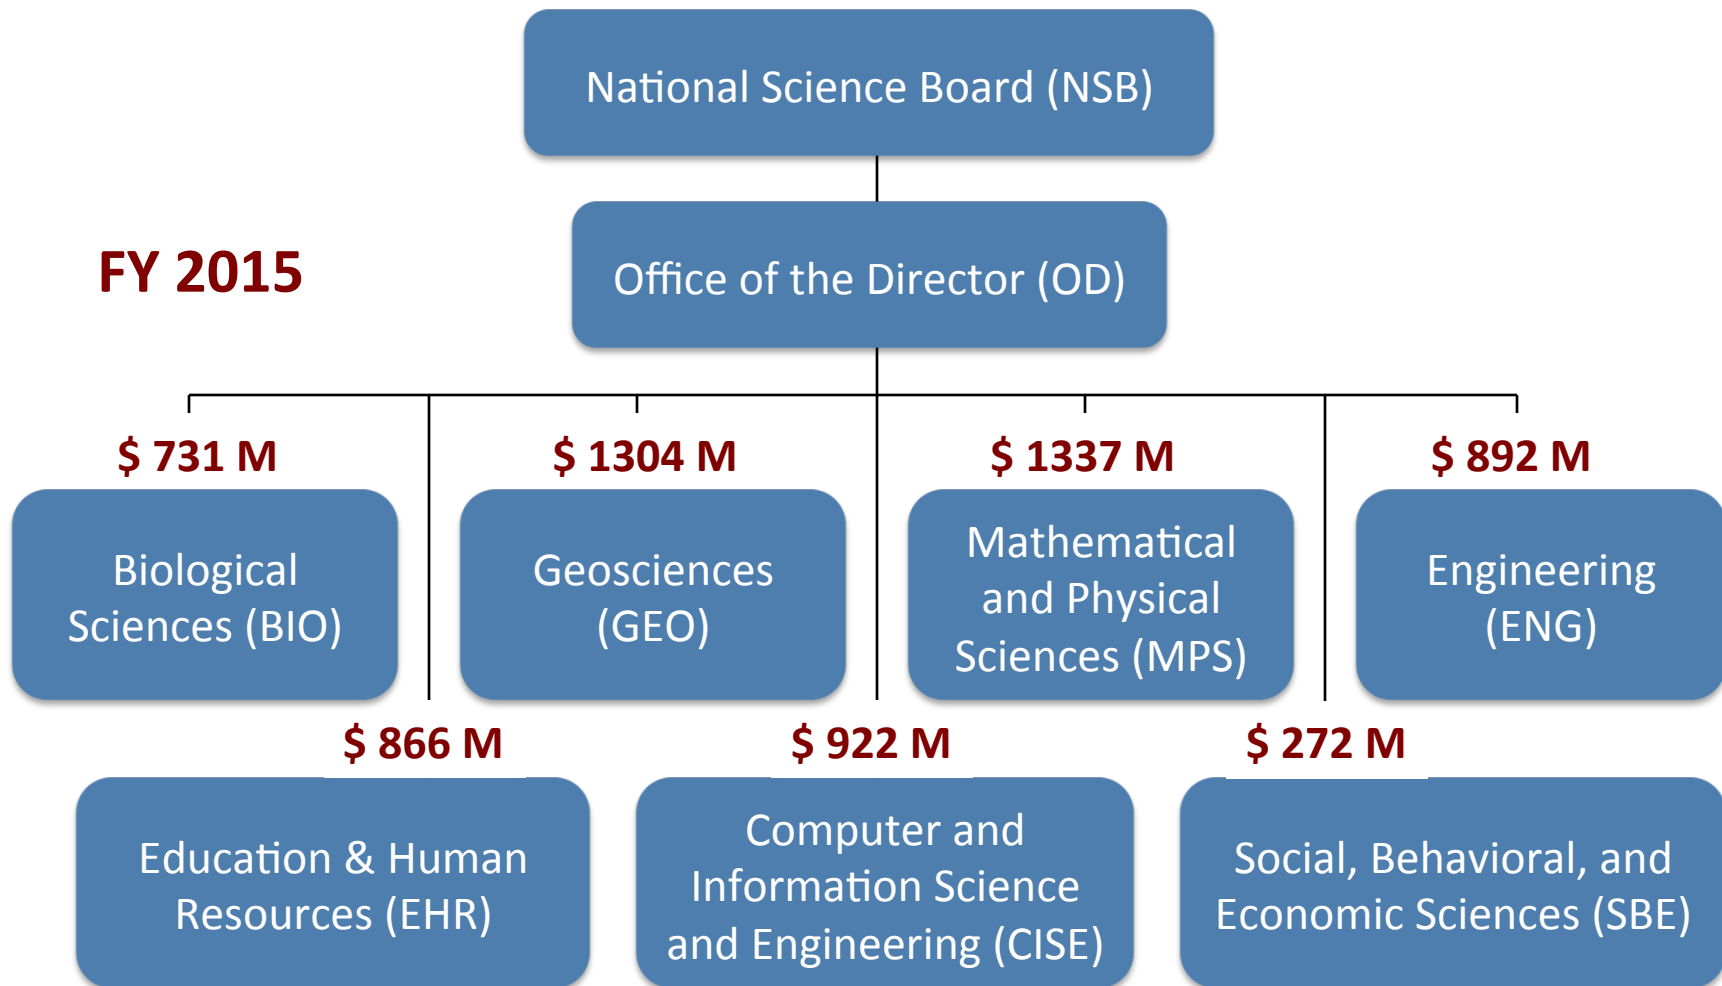 National Science Board (NSB)
Office of the Director (OD)
FY 2015
$ 731 M
$ 1304 M
$ 1337 M
$ 892 M
Biological
Sciences (BIO)
Geosciences
(GEO)
Mathematical
and Physical
Sciences (MPS)
Engineering
(ENG)
$ 866 M
$ 922 M
$ 272 M
Education & Human
Resources (EHR)
Computer and
Information Science
and Engineering (CISE)
Social, Behavioral, and
Economic Sciences (SBE)